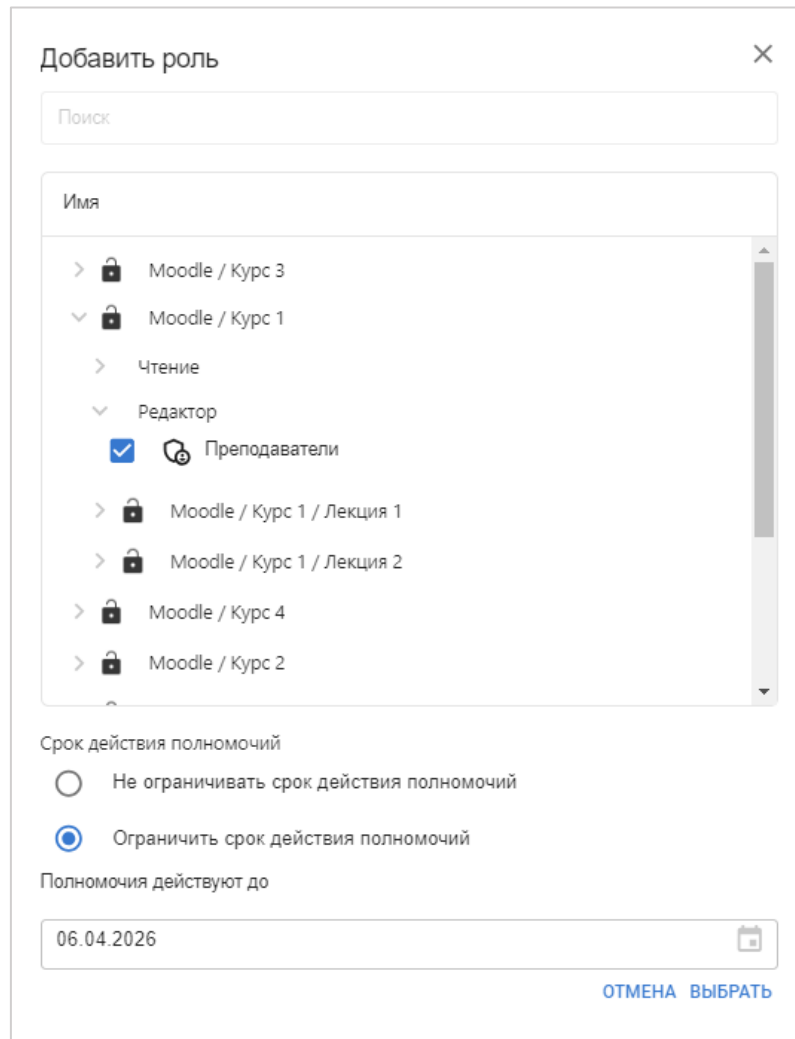 Добавить роль
Поиск
Имя
Moodle / Курс 3
Moodle / Курс 1
Чтение
Редактор
Преподаватели
Moodle / Курс 1 / Лекция 1
Moodle / Курс 1 / Лекция 2
Moodle / Курс 4
Moodle / Курс 2
Срок действия полномочий
Не ограничивать срок действия полномочий
Ограничить срок действия полномочий
Полномочия действуют до
06.04.2026
ОТМЕНА ВЫБРАТЬ